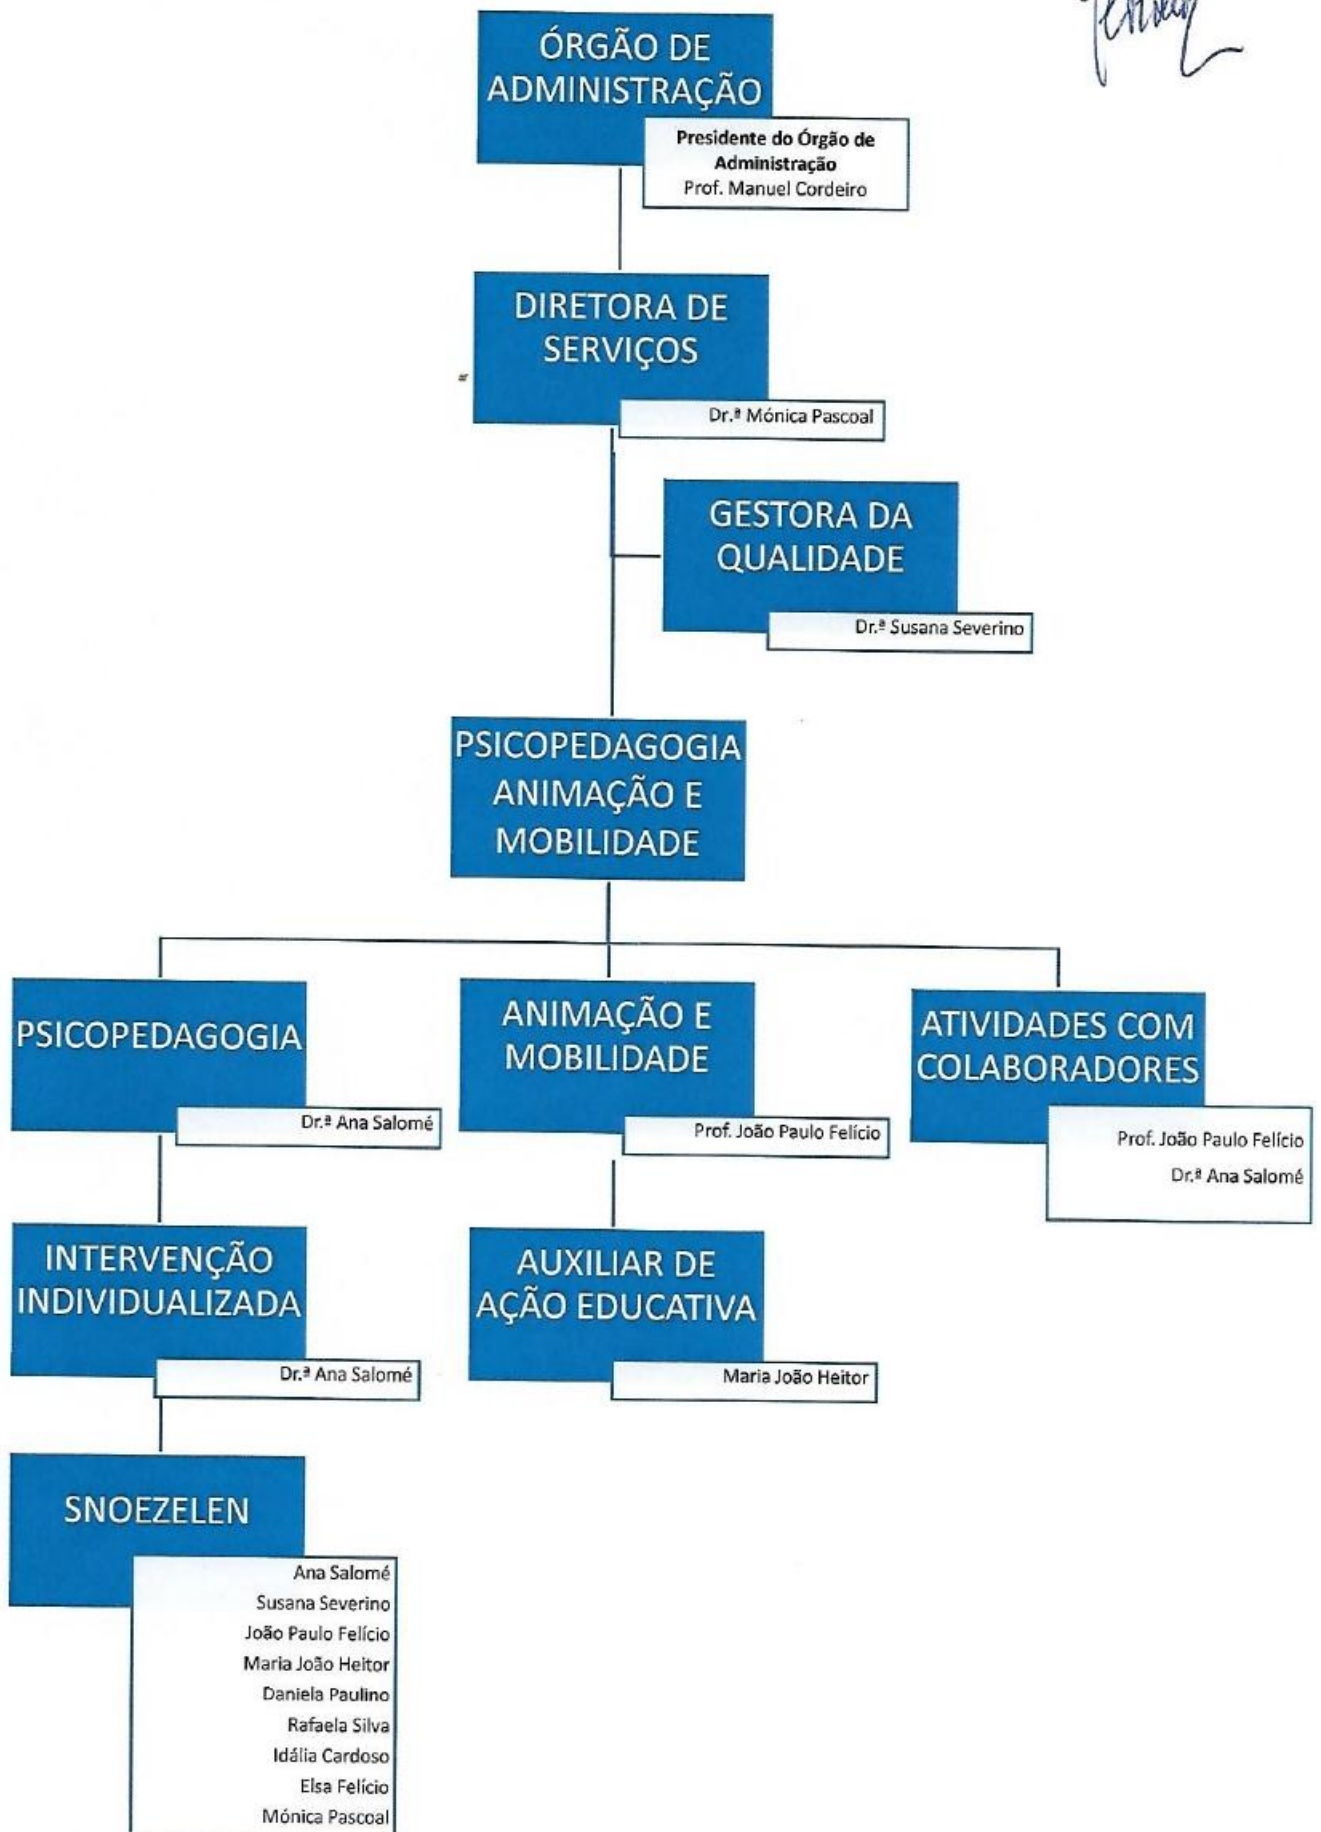 ÓRGÃO DE
ADMINISTRAÇÃO
Presidente do Órgão de
Administração
Prof. Manuel Cordeiro
DIRETORA DE
SERVIÇOS
Dr.ª Mónica Pascoal
GESTORA DA
QUALIDADE
Dr.ª Susana Severino
PSICOPEDAGOGIA
ANIMAÇÃO E
MOBILIDADE
PSICOPEDAGOGIA
Dr.ª Ana Salomé
ANIMAÇÃO E
MOBILIDADE
Prof. João Paulo Felício
ATIVIDADES COM
COLABORADORES
Prof. João Paulo Felício
Dr.ª Ana Salomé
INTERVENÇÃO
INDIVIDUALIZADA
Dr.ª Ana Salomé
AUXILIAR DE
AÇÃO EDUCATIVA
Maria João Heitor
SNOEZELEN
Ana Salomé
Susana Severino
João Paulo Felício
Maria João Heitor
Daniela Paulino
Rafaela Silva
Idália Cardoso
Elsa Felício
Mónica Pascoal